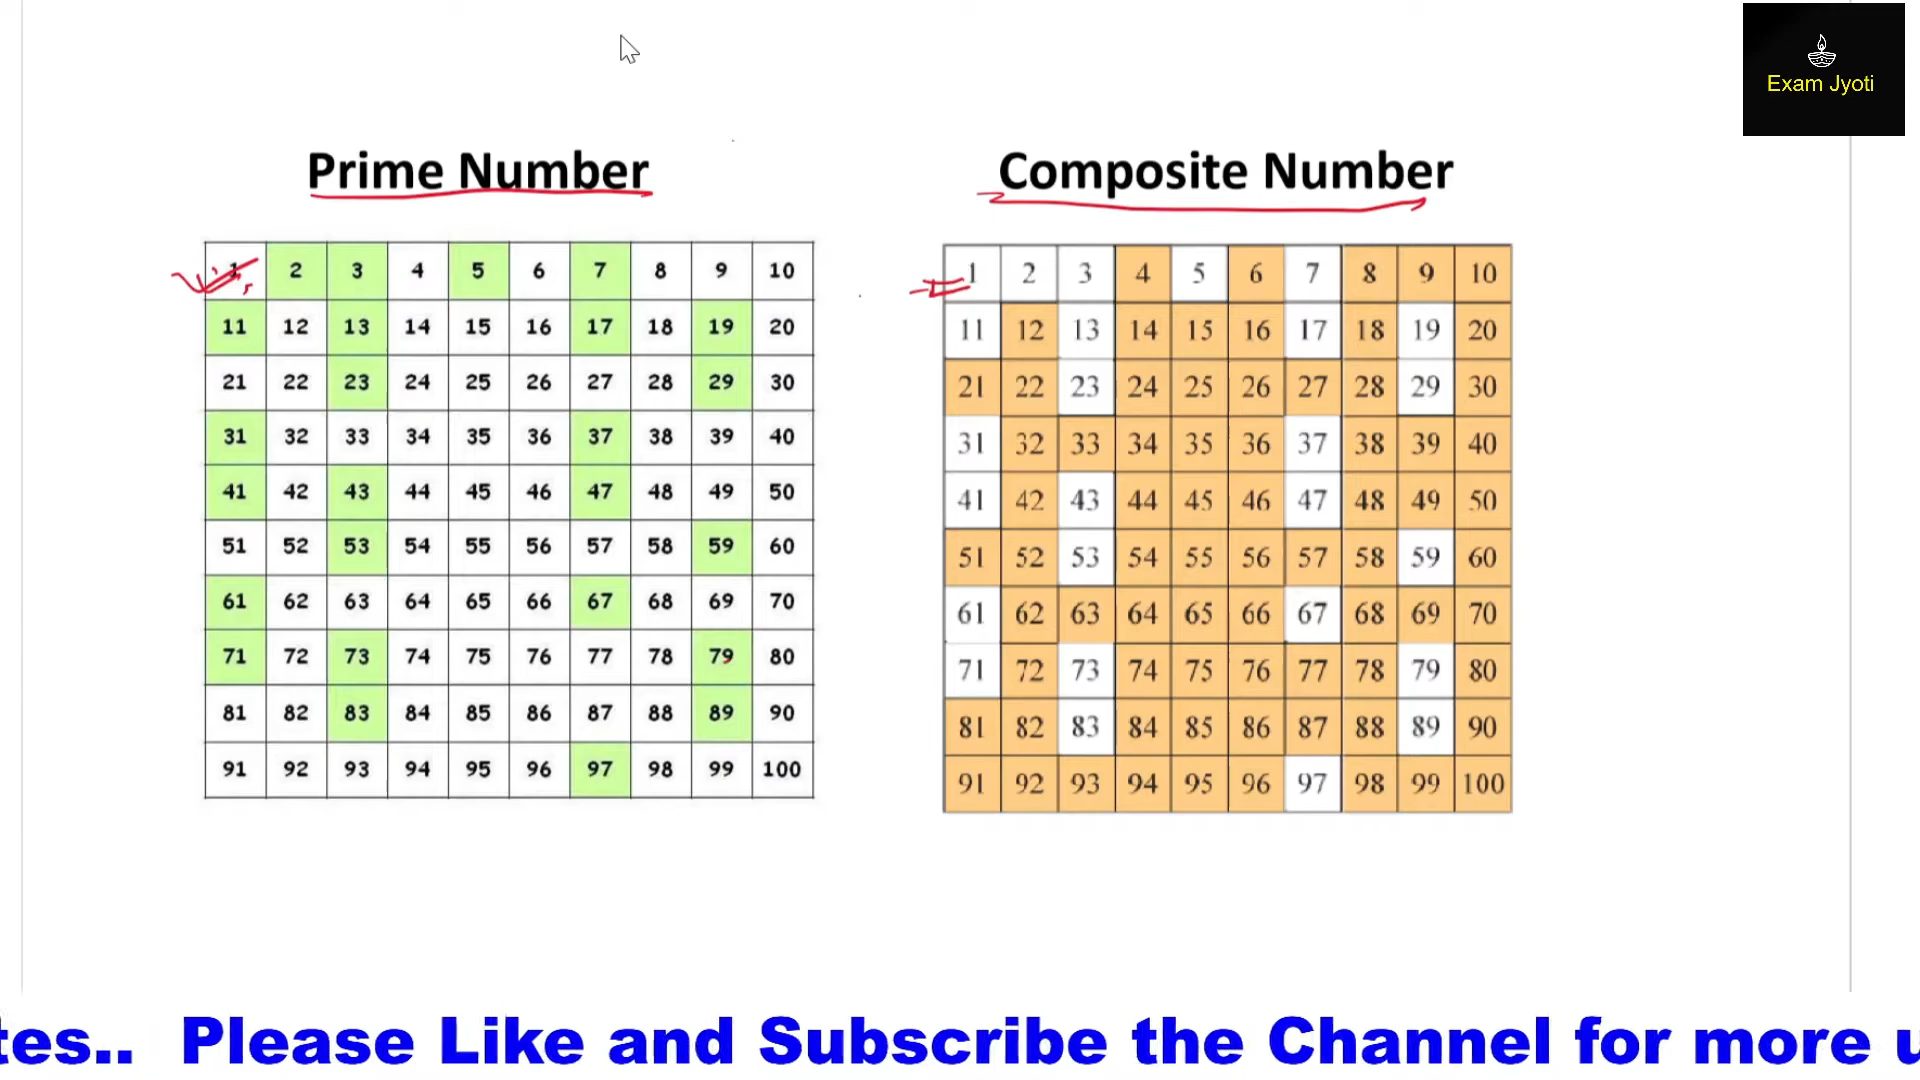 Exam Jyoti
Prime Number
Composite Number
1 2 3 4 5 6 7 8 9 10
11 12 13 14 15 16 17 18 19 20
21 22 23 24 25 26 27 28 29 30
31 32 33 34 35 36 37 38 39 40
41 42 43 44 45 46 47 48 49 50
51 52 53 54 55 56 57 58 59 60
61 62 63 64 65 66 67 68 69 70
71 72 73 74 75 76 77 78 79 80
81 82 83 84 85 86 87 88 89 90
91 92 93 94 95 96 97 98 99 100
1 2 3 4 5 6 7 8 9 10
11 12 13 14 15 16 17 18 19 20
21 22 23 24 25 26 27 28 29 30
31 32 33 34 35 36 37 38 39 40
41 42 43 44 45 46 47 48 49 50
51 52 53 54 55 56 57 58 59 60
61 62 63 64 65 66 67 68 69 70
71 72 73 74 75 76 77 78 79 80
81 82 83 84 85 86 87 88 89 90
91 92 93 94 95 96 97 98 99 100
tes.. Please Like and Subscribe the Channel for more u